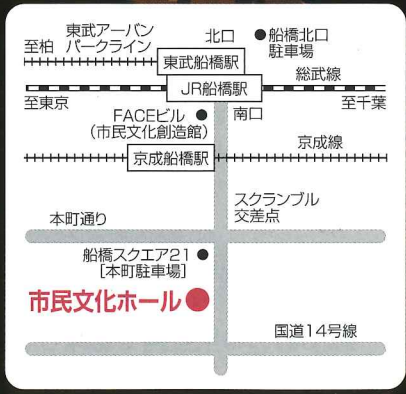 東武アーバン
パークライン
至柏
北口
船橋北口
駐車場
東武船橋駅
総武線
JR船橋駅
至東京
至千葉
FACEビル
(市民文化創造館)
南口
京成線
京成船橋駅
スクランブル
交差点
本町通り
船橋スクエア21
[本町駐車場]
市民文化ホール
国道14号線